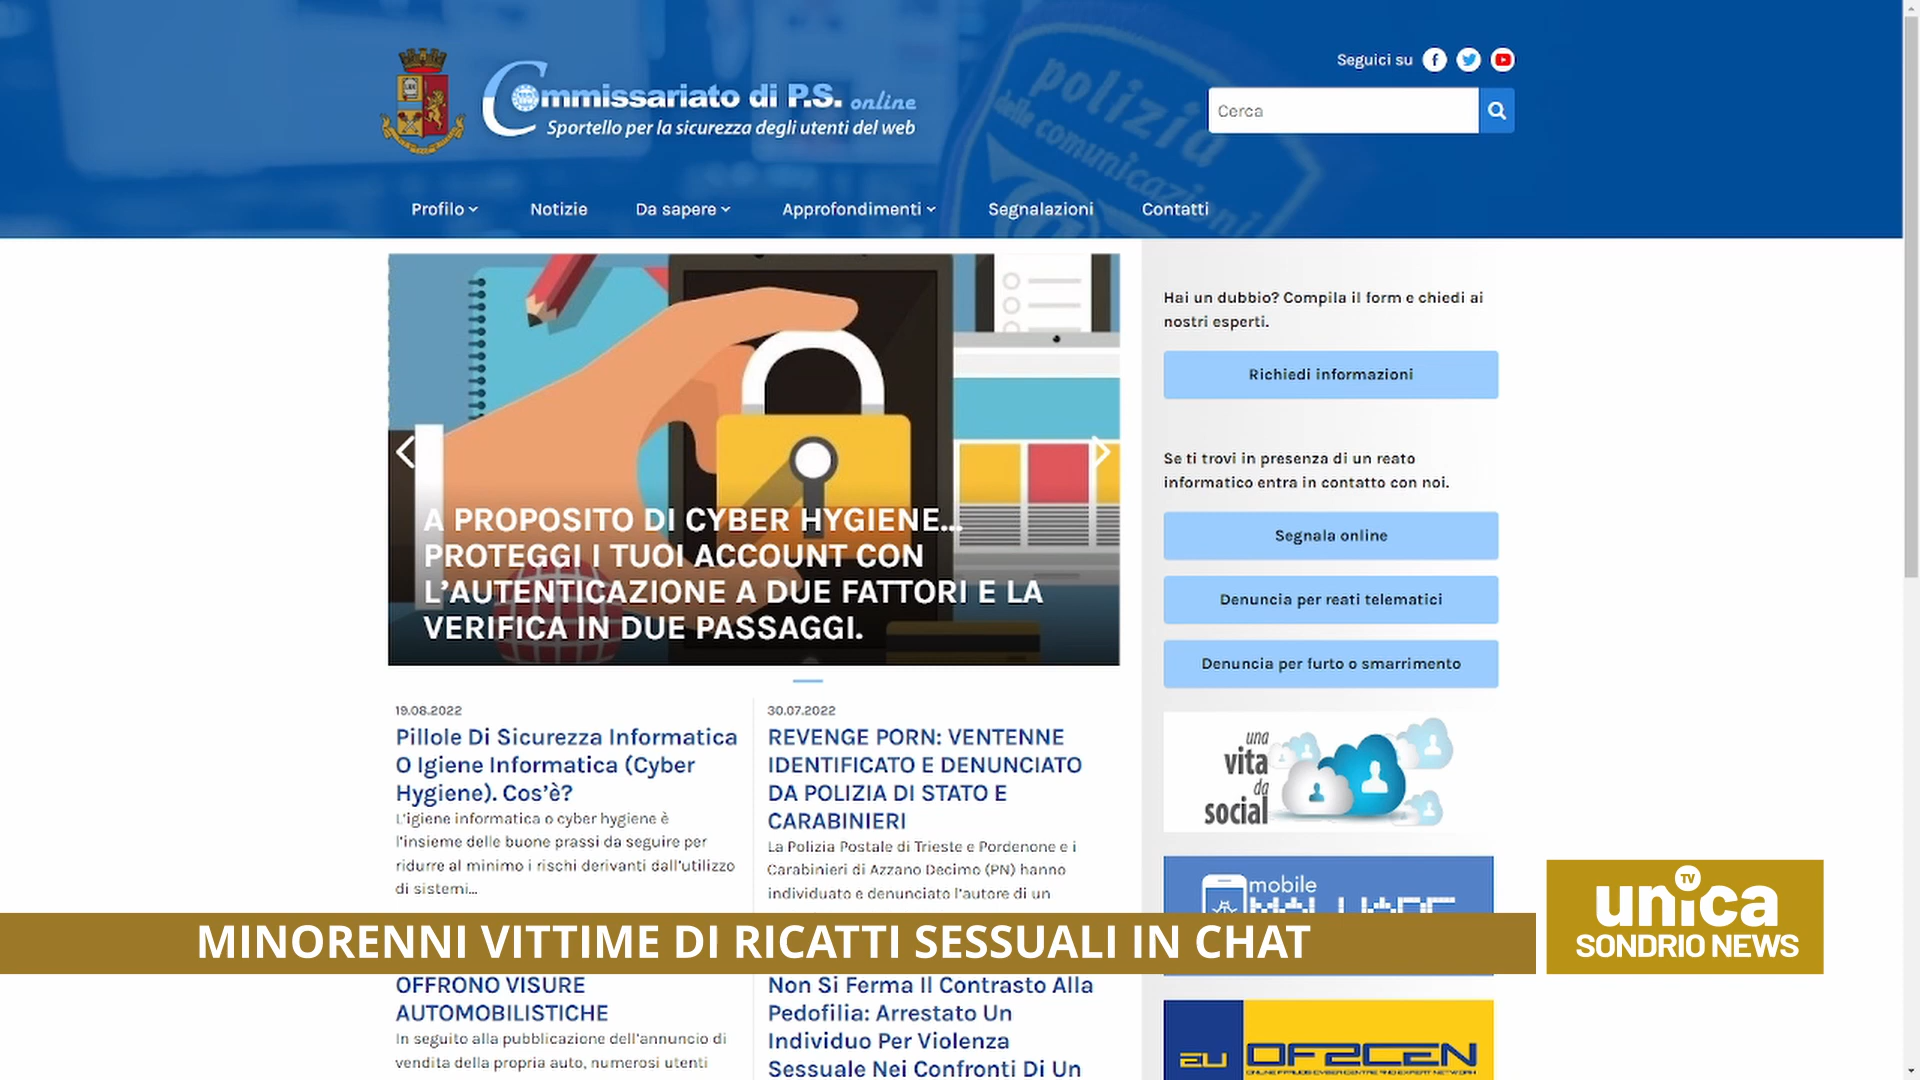 Seguici su
Commissariato di P.S. online
Sportello per la sicurezza degli utenti del web
Cerca
polizia
delle comunicazioni
Profilo
Notizie
Da sapere
Approfondimenti
Segnalazioni
Contatti
A PROPOSITO DI CYBER HYGIENE...
PROTEGGI I TUOI ACCOUNT CON
L'AUTENTICAZIONE A DUE FATTORI E LA
VERIFICA IN DUE PASSAGGI.
Hai un dubbio? Compila il form e chiedi ai
nostri esperti.
Richiedi informazioni
Se ti trovi in presenza di un reato
informatico entra in contatto con noi.
Segnala online
Denuncia per reati telematici
Denuncia per furto o smarrimento
una
vita
da
social
mobile
19.08.2022
Pillole Di Sicurezza Informatica
O Igiene Informatica (Cyber
Hygiene). Cos'è?
L'igiene informatica o cyber hygiene è
l'insieme delle buone prassi da seguire per
ridurre al minimo i rischi derivanti dall'utilizzo
di sistemi...
30.07.2022
REVENGE PORN: VENTENNE
IDENTIFICATO E DENUNCIATO
DA POLIZIA DI STATO E
CARABINIERI
La Polizia Postale di Trieste e Pordenone e i
Carabinieri di Azzano Decimo (PN) hanno
individuato e denunciato l'autore di un
MINORENNI VITTIME DI RICATTI SESSUALI IN CHAT
unica TV
SONDRIO NEWS
OFFRONO VISURE
AUTOMOBILISTICHE
In seguito alla pubblicazione dell'annuncio di
vendita della propria auto, numerosi utenti
Non Si Ferma Il Contrasto Alla
Pedofilia: Arrestato Un
Individuo Per Violenza
Sessuale Nei Confronti Di Un
EU OF2CEN